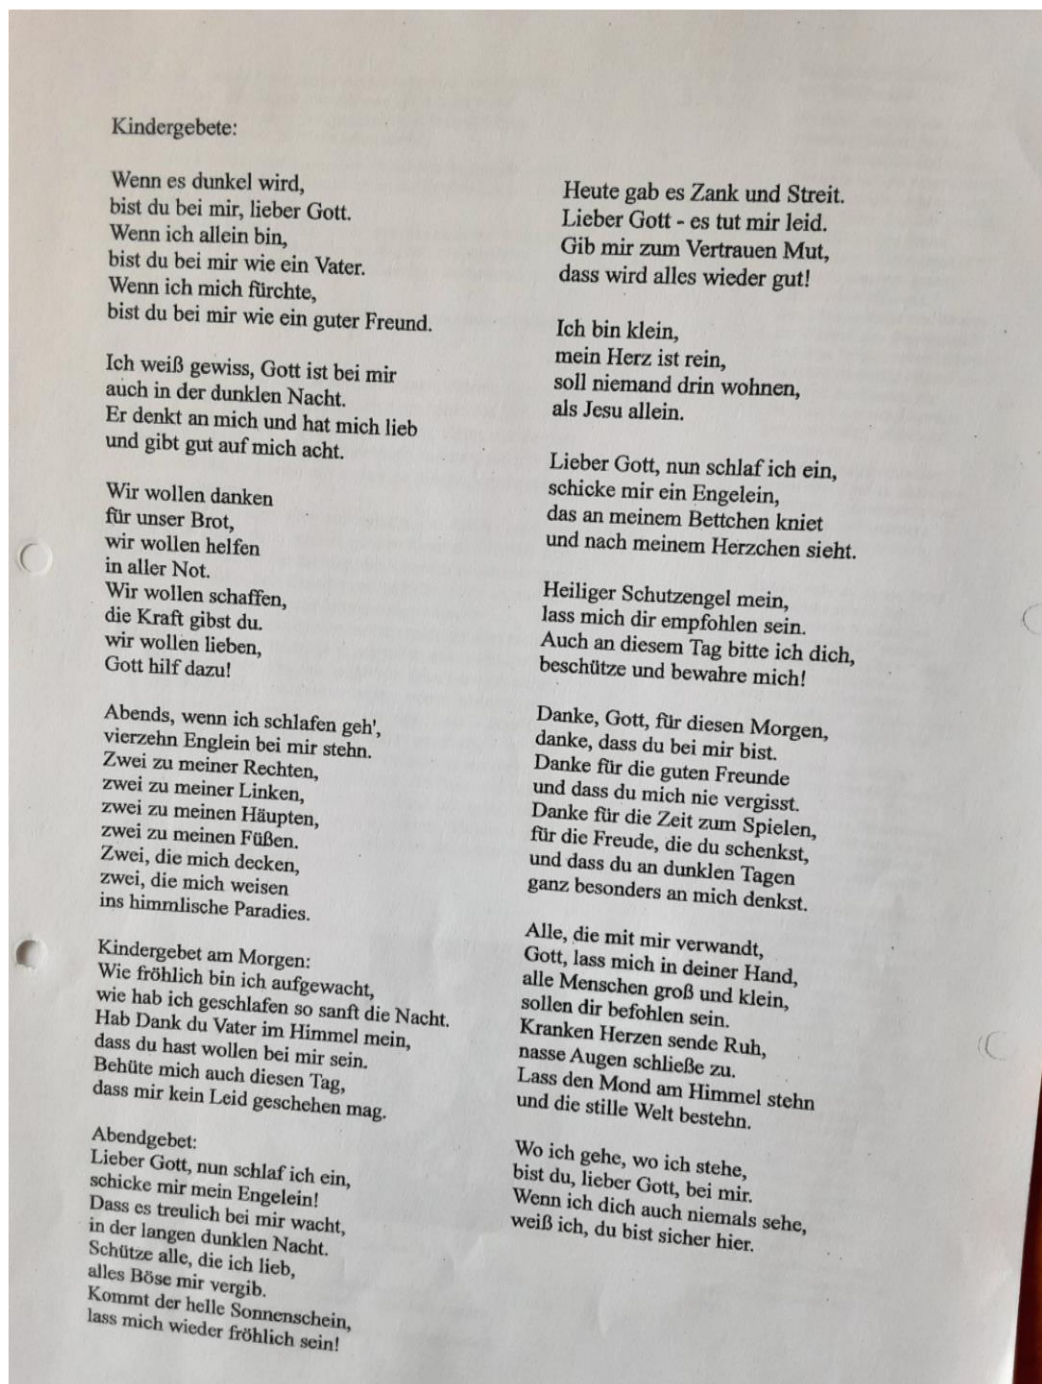 Kindergebete:
Wenn es dunkel wird,
bist du bei mir, lieber Gott.
Wenn ich allein bin,
bist du bei mir wie ein Vater.
Wenn ich mich fürchte,
bist du bei mir wie ein guter Freund.
Ich weiß gewiss, Gott ist bei mir
auch in der dunklen Nacht.
Er denkt an mich und hat mich lieb
und gibt gut auf mich acht.
Wir wollen danken
für unser Brot,
wir wollen helfen
in aller Not.
Wir wollen schaffen,
die Kraft gibst du.
wir wollen lieben,
Gott hilf dazu!
Abends, wenn ich schlafen geh',
vierzehn Englein bei mir stehn.
Zwei zu meiner Rechten,
zwei zu meiner Linken,
zwei zu meinen Häupten,
zwei zu meinen Füßen.
Zwei, die mich decken,
zwei, die mich weisen
ins himmlische Paradies.
Kindergebet am Morgen:
Wie fröhlich bin ich aufgewacht,
wie hab ich geschlafen so sanft die Nacht.
Hab Dank du Vater im Himmel mein,
dass du hast wollen bei mir sein.
Behüte mich auch diesen Tag,
dass mir kein Leid geschehen mag.
Abendgebet:
Lieber Gott, nun schlaf ich ein,
schicke mir mein Engelein!
Dass es treulich bei mir wacht,
in der langen dunklen Nacht.
Schütze alle, die ich lieb,
alles Böse mir vergib.
Kommt der helle Sonnenschein,
lass mich wieder fröhlich sein!
Heute gab es Zank und Streit.
Lieber Gott - es tut mir leid.
Gib mir zum Vertrauen Mut,
dass wird alles wieder gut!
Ich bin klein,
mein Herz ist rein,
soll niemand drin wohnen,
als Jesu allein.
Lieber Gott, nun schlaf ich ein,
schicke mir ein Engelein,
das an meinem Bettchen kniet
und nach meinem Herzchen sieht.
Heiliger Schutzengel mein,
lass mich dir empfohlen sein.
Auch an diesem Tag bitte ich dich,
beschütze und bewahre mich!
Danke, Gott, für diesen Morgen,
danke, dass du bei mir bist.
Danke für die guten Freunde
und dass du mich nie vergisst.
Danke für die Zeit zum Spielen,
für die Freude, die du schenkst,
und dass du an dunklen Tagen
ganz besonders an mich denkst.
Alle, die mit mir verwandt,
Gott, lass mich in deiner Hand,
alle Menschen groß und klein,
sollen dir befohlen sein.
Kranken Herzen sende Ruh,
nasse Augen schließe zu.
Lass den Mond am Himmel stehn
und die stille Welt bestehn.
Wo ich gehe, wo ich stehe,
bist du, lieber Gott, bei mir.
Wenn ich dich auch niemals sehe,
weiß ich, du bist sicher hier.